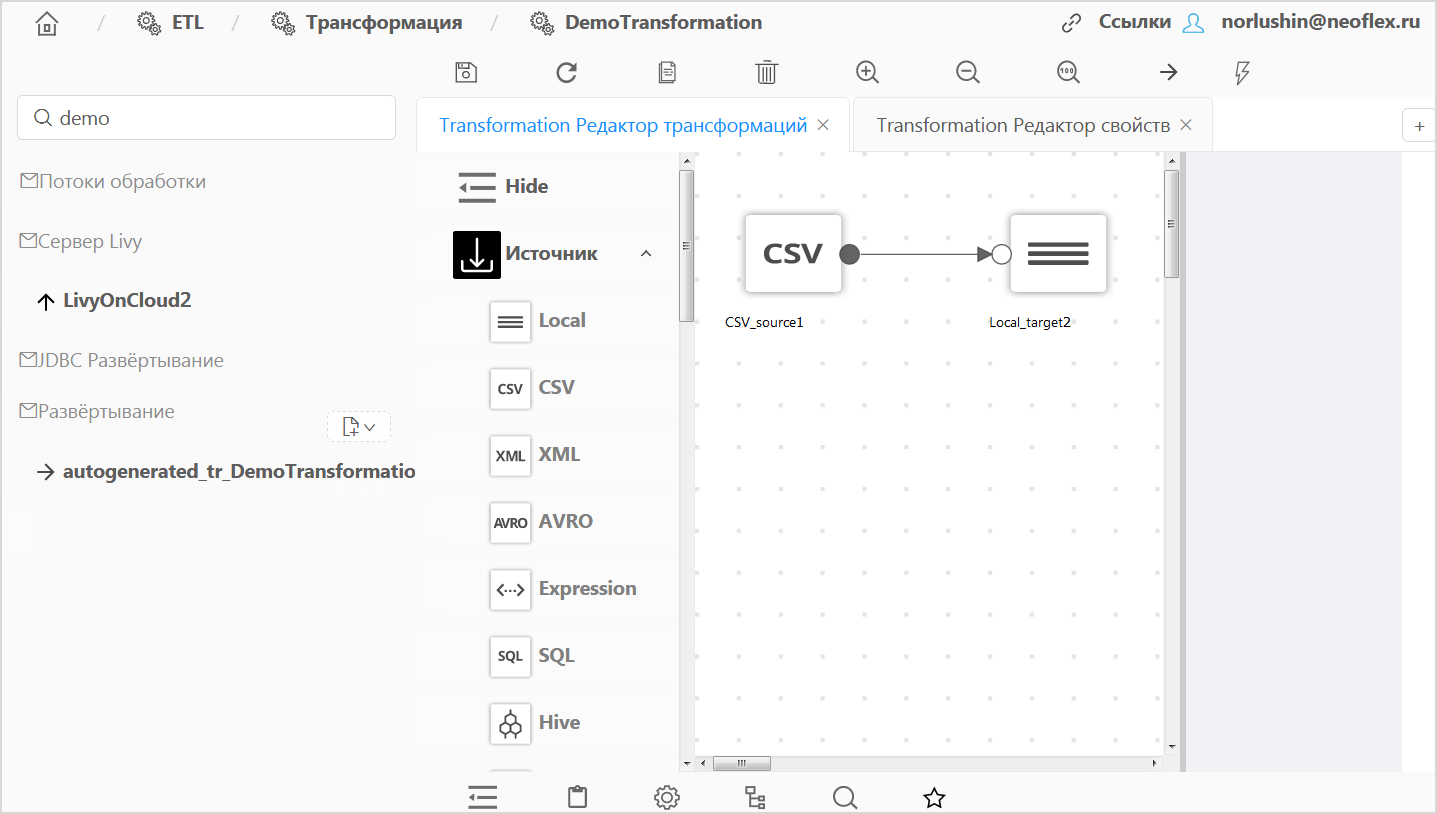 / ETL / Трансформация / DemoTransformation Ссылки norlushin@neoflex.ru
100
demo
Transformation Редактор трансформаций
Transformation Редактор свойств
+
Потоки обработки
Сервер Livy
LivyOnCloud2
JDBC Развёртывание
Развёртывание
autogenerated_tr_DemoTransformatio
Hide
Источник
Local
CSV CSV
XML XML
AVRO AVRO
Expression
SQL SQL
Hive
CSV
CSV_source1
Local_target2